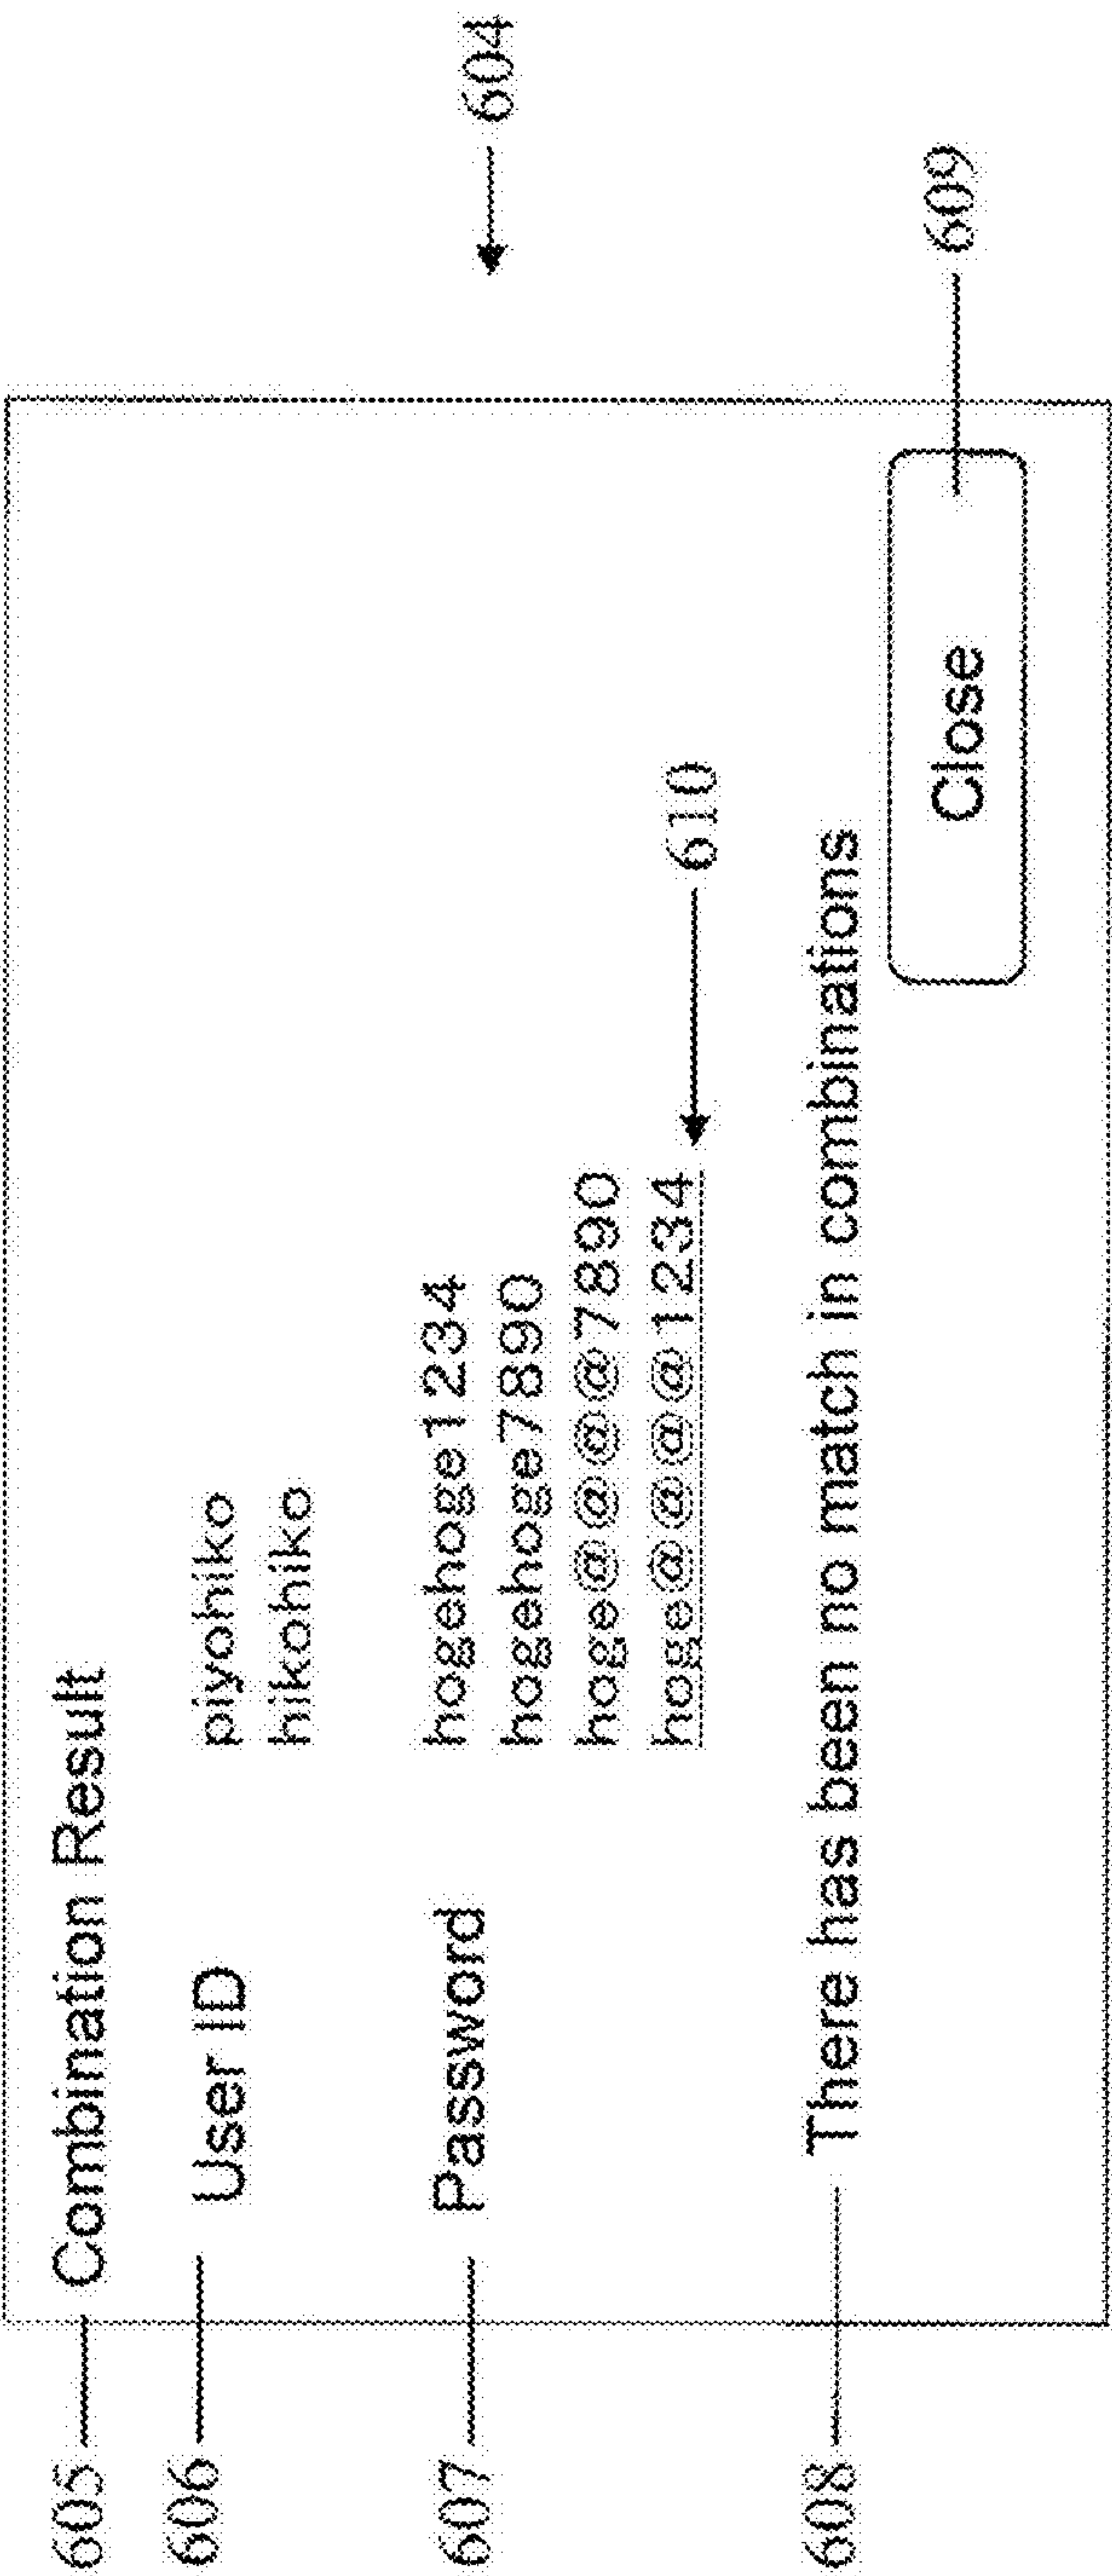 604
605 Combination Result
606 User ID piyohiko
hikohiko
607 Password hogehoge1234
hogehoge7890
hoge@@@@7890
hoge@@@@1234 610
608 There has been no match in combinations
Close 609